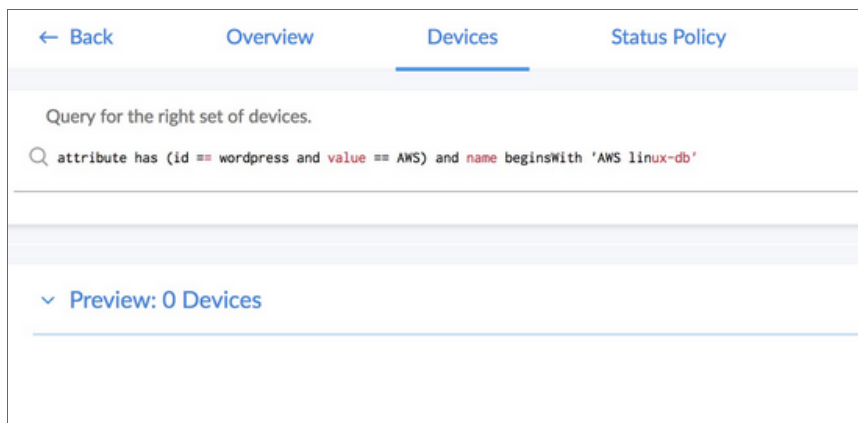 ← Back Overview Devices Status Policy
Query for the right set of devices.
attribute has (id == wordpress and value == AWS) and name beginsWith 'AWS linux-db'
Preview: 0 Devices